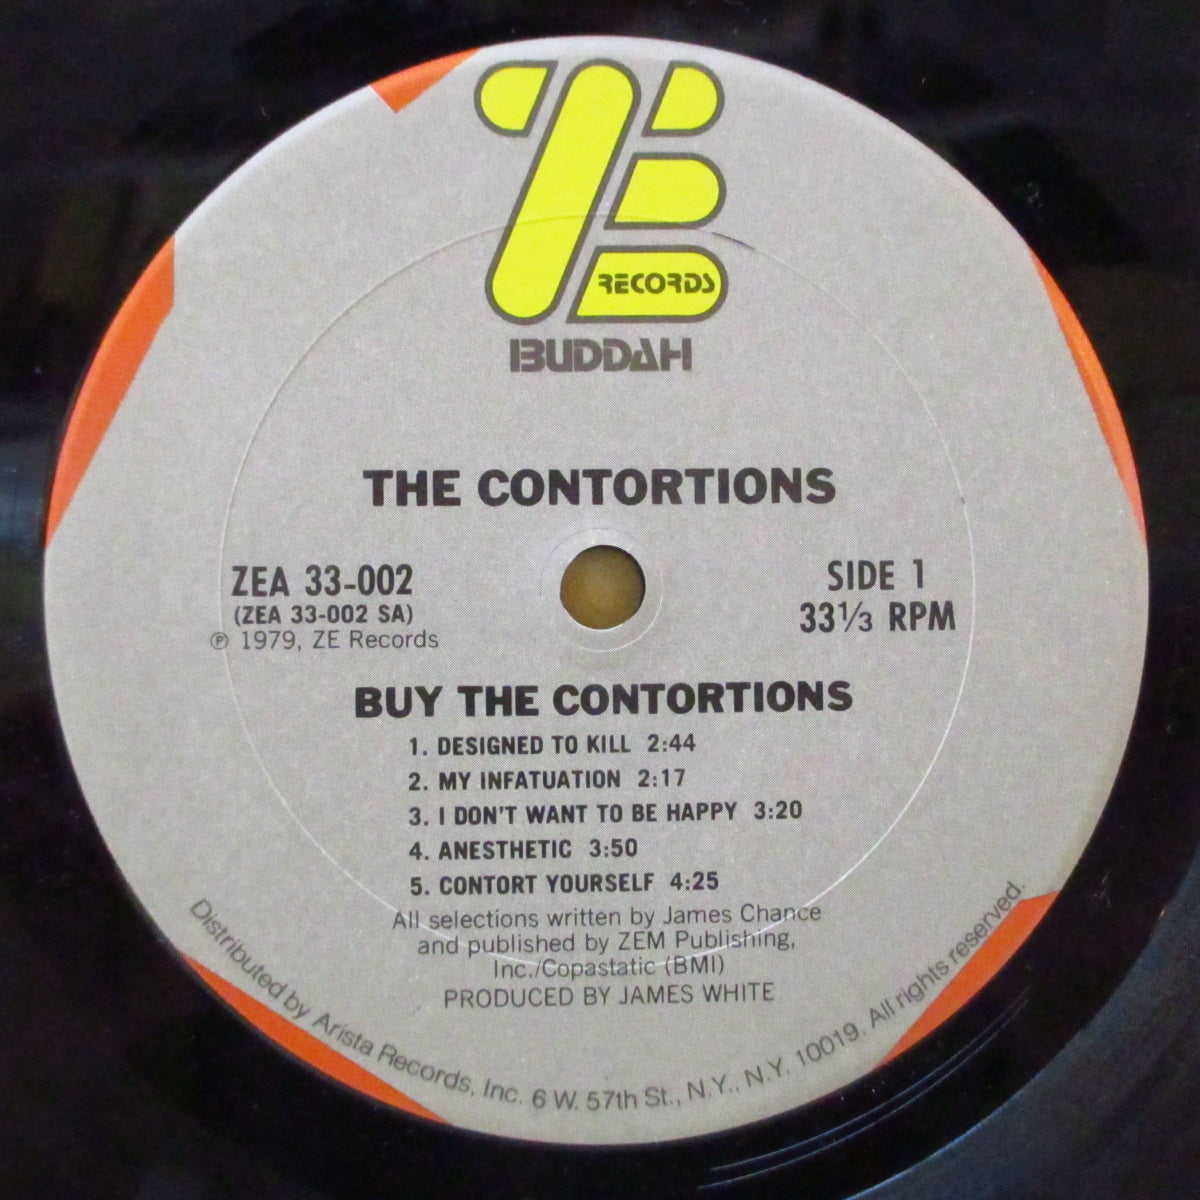 ZE
RECORDS
BUDDAH
THE CONTORTIONS
ZEA 33-002
(ZEA 33-002 SA)
℗ 1979, ZE Records
SIDE 1
33⅓ RPM
BUY THE CONTORTIONS
1. DESIGNED TO KILL 2:44
2. MY INFATUATION 2:17
3. I DON'T WANT TO BE HAPPY 3:20
4. ANESTHETIC 3:50
5. CONTORT YOURSELF 4:25
All selections written by James Chance
and published by ZEM Publishing,
Inc./Copastatic (BMI)
PRODUCED BY JAMES WHITE
Distributed by Arista Records, Inc. 6 W. 57th St., N.Y., N.Y. 10019. All rights reserved.